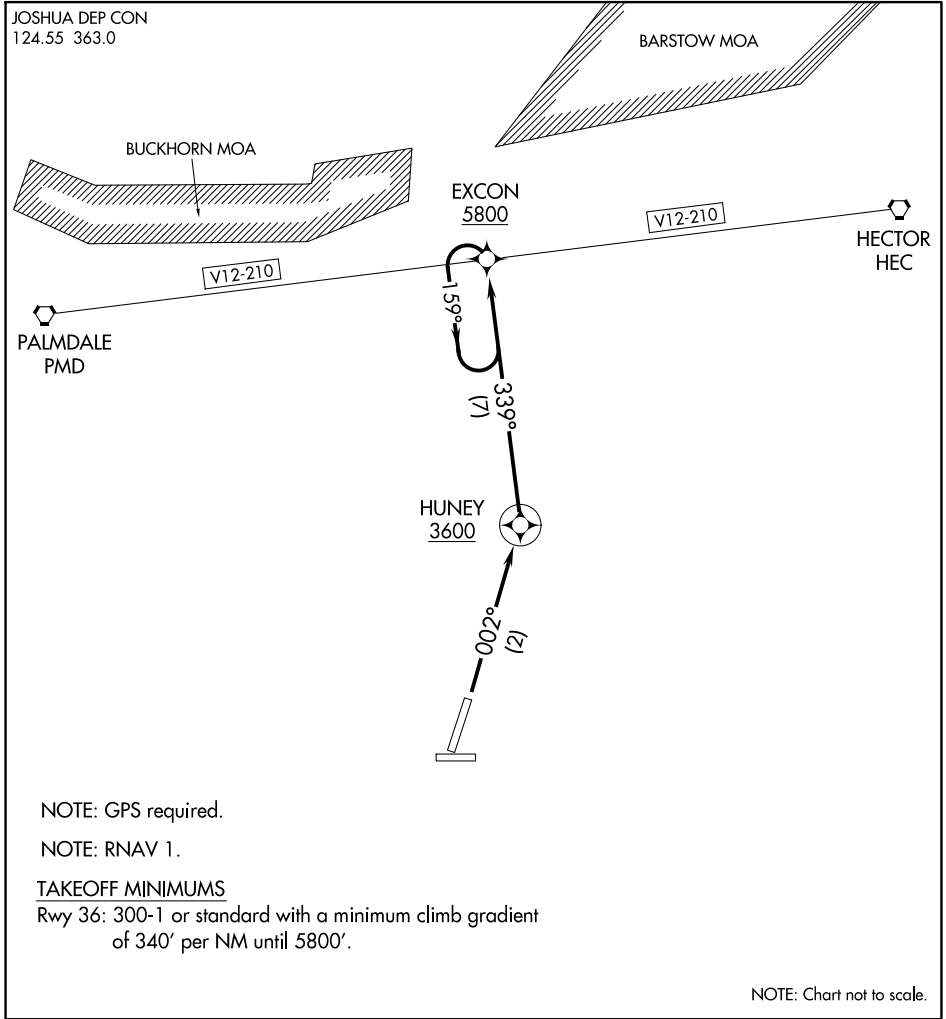 JOSHUA DEP CON
124.55 363.0
BARSTOW MOA
BUCKHORN MOA
EXCON
5800
V12-210
HECTOR
HEC
V12-210
159°
PALMDALE
PMD
339°
(7)
HUNEY
3600
002°
(2)
NOTE: GPS required.
NOTE: RNAV 1.
TAKEOFF MINIMUMS
Rwy 36: 300-1 or standard with a minimum climb gradient
of 340' per NM until 5800'.
NOTE: Chart not to scale.